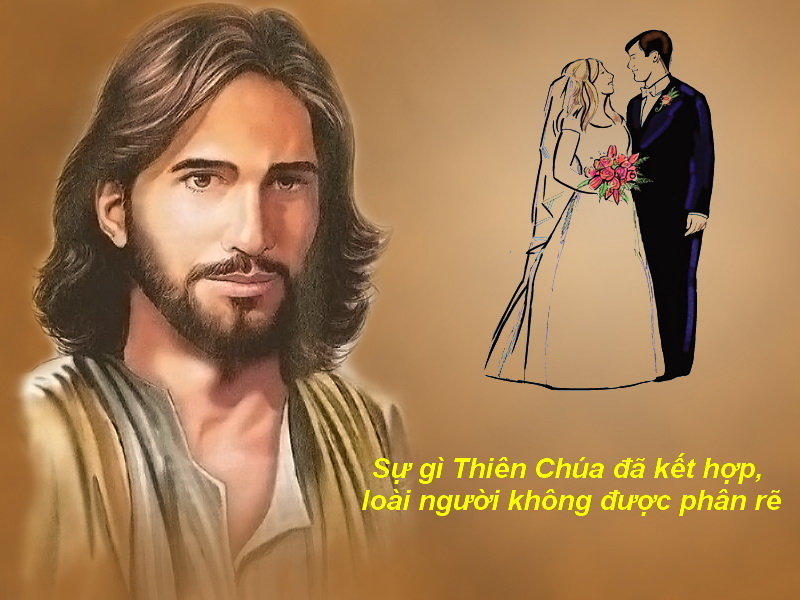 Sự gì Thiên Chúa đã kết hợp,
loài người không được phân rẽ